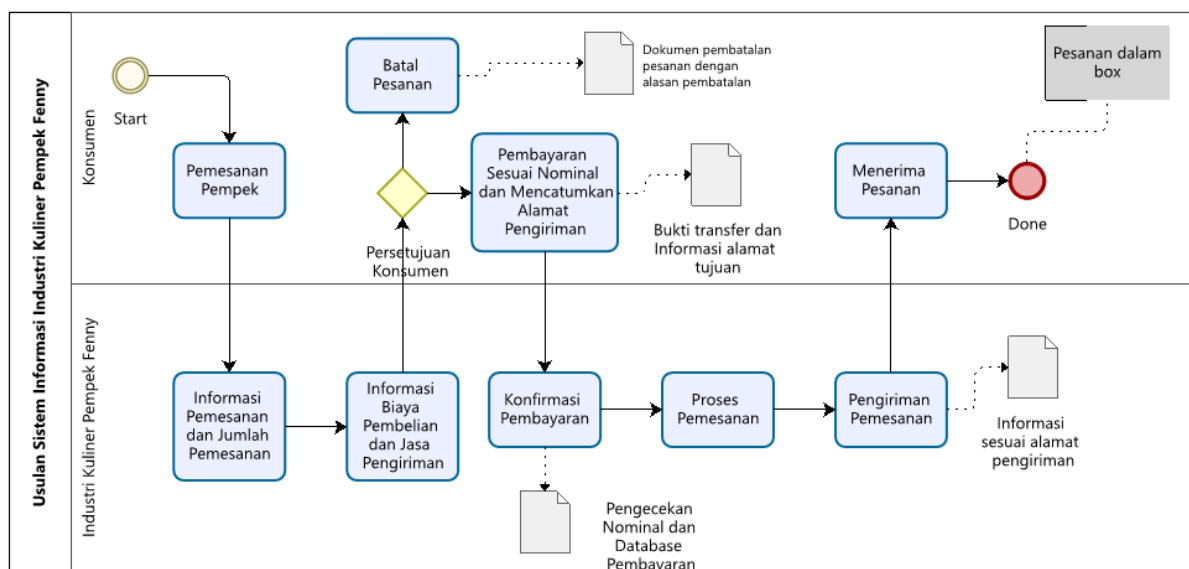 Usulan Sistem Informasi Industri Kuliner Pempek Fenny
Konsumen
Start
Pemesanan
Pempek
Batal
Pesanan
Dokumen pembatalan
pesanan dengan
alasan pembatalan
Persetujuan
Konsumen
Pembayaran
Sesuai Nominal
dan Mencatumkan
Alamat
Pengiriman
Bukti transfer dan
Informasi alamat
tujuan
Menerima
Pesanan
Pesanan dalam
box
Done
Industri Kuliner Pempek Fenny
Informasi
Pemesanan
dan Jumlah
Pemesanan
Informasi
Biaya
Pembelian
dan Jasa
Pengiriman
Konfirmasi
Pembayaran
Pengecekan
Nominal dan
Database
Pembayaran
Proses
Pemesanan
Pengiriman
Pemesanan
Informasi
sesuai alamat
pengiriman